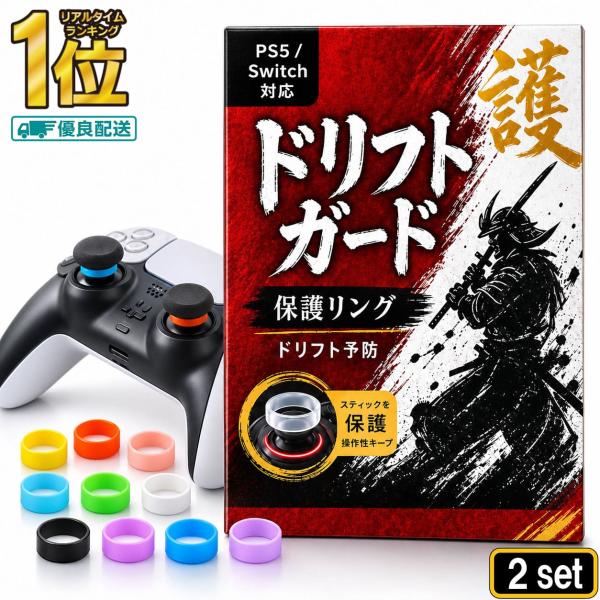 リアルタイム
ランキング
1位
優良配送
PS5 /
Switch
対応
護
ドリフト
ガード
保護リング
ドリフト予防
スティックを
保護
操作性キープ
2 set